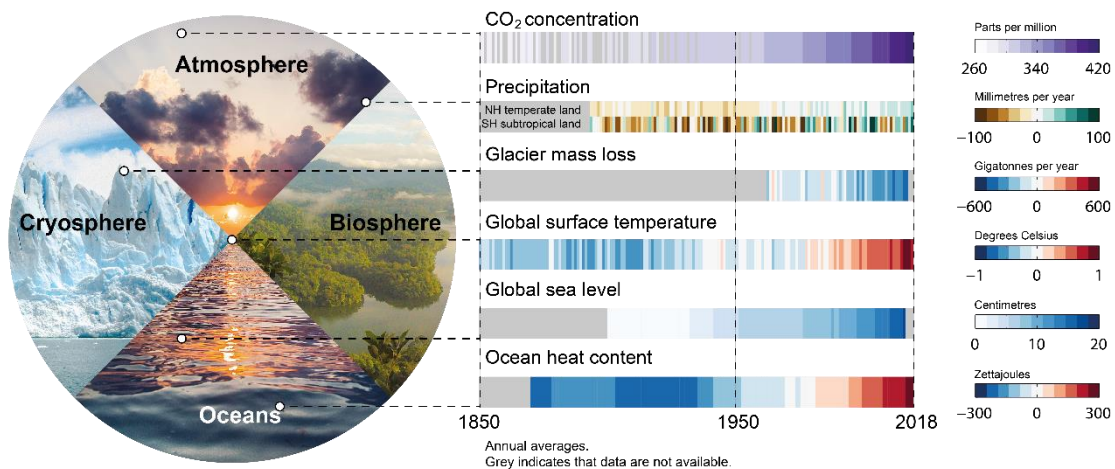 Atmosphere
Cryosphere
Biosphere
Oceans
CO₂ concentration
Precipitation
NH temperate land
SH subtropical land
Glacier mass loss
Global surface temperature
Global sea level
Ocean heat content
1850
1950
2018
Annual averages.
Grey indicates that data are not available.
Parts per million
260 340 420
Millimetres per year
−100 0 100
Gigatonnes per year
−600 0 600
Degrees Celsius
−1 0 1
Centimetres
0 10 20
Zettajoules
−300 0 300